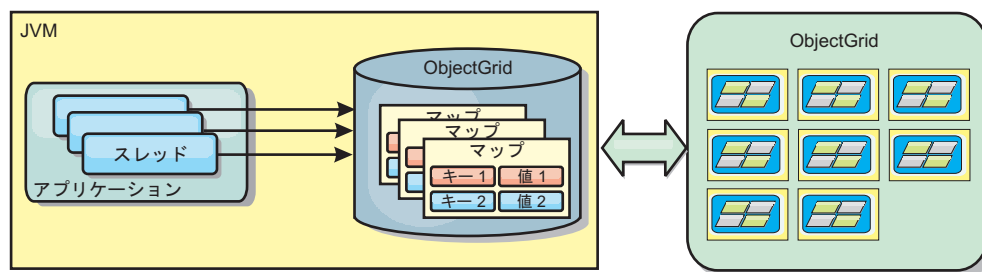 JVM
スレッド
アプリケーション
ObjectGrid
マップ
マップ
マップ
キー 1
値 1
キー 2
値 2
ObjectGrid